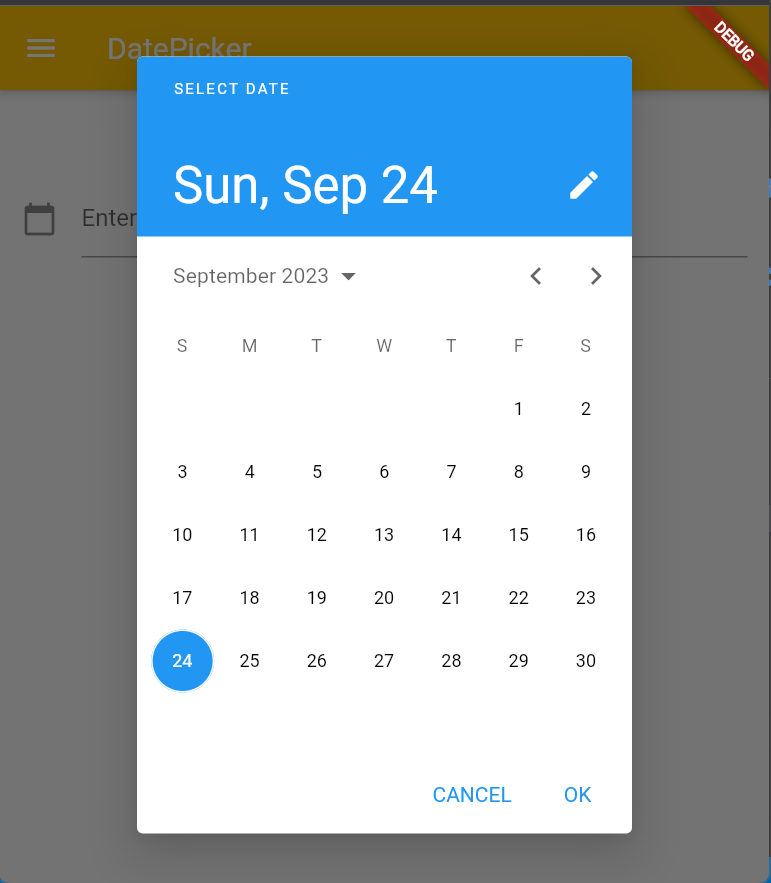 DatePicker
DEBUG
SELECT DATE
Sun, Sep 24
Enter
September 2023
S M T W T F S
1 2
3 4 5 6 7 8 9
10 11 12 13 14 15 16
17 18 19 20 21 22 23
24 25 26 27 28 29 30
CANCEL OK